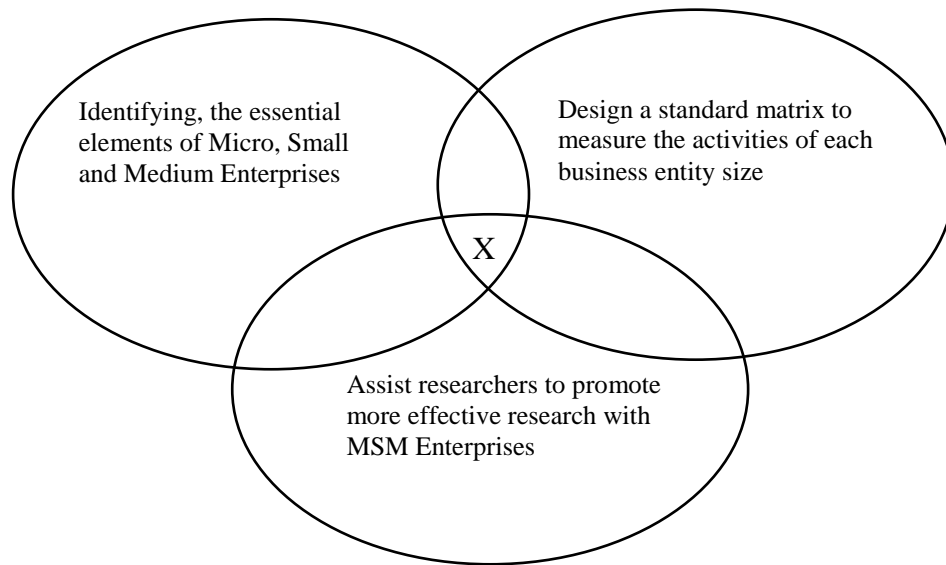 Identifying, the essential
elements of Micro, Small
and Medium Enterprises
Design a standard matrix to
measure the activities of each
business entity size
X
Assist researchers to promote
more effective research with
MSM Enterprises